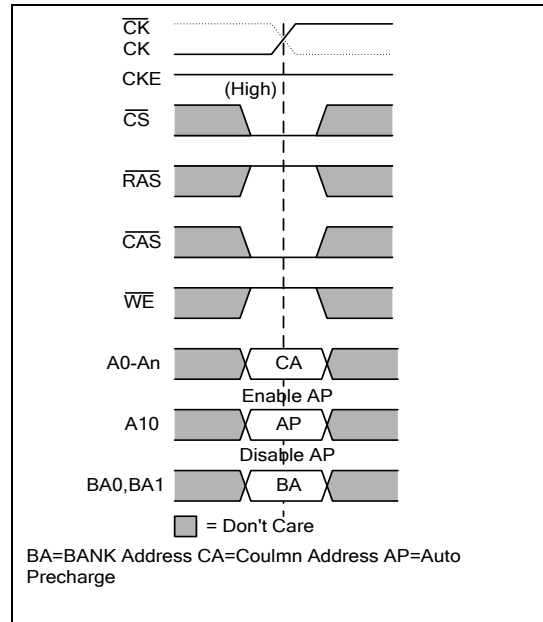 CK
CK
CKE
(High)
CS
RAS
CAS
WE
A0-An
CA
Enable AP
A10
AP
Disable AP
BA0,BA1
BA
= Don't Care
BA=BANK Address CA=Coulmn Address AP=Auto
Precharge